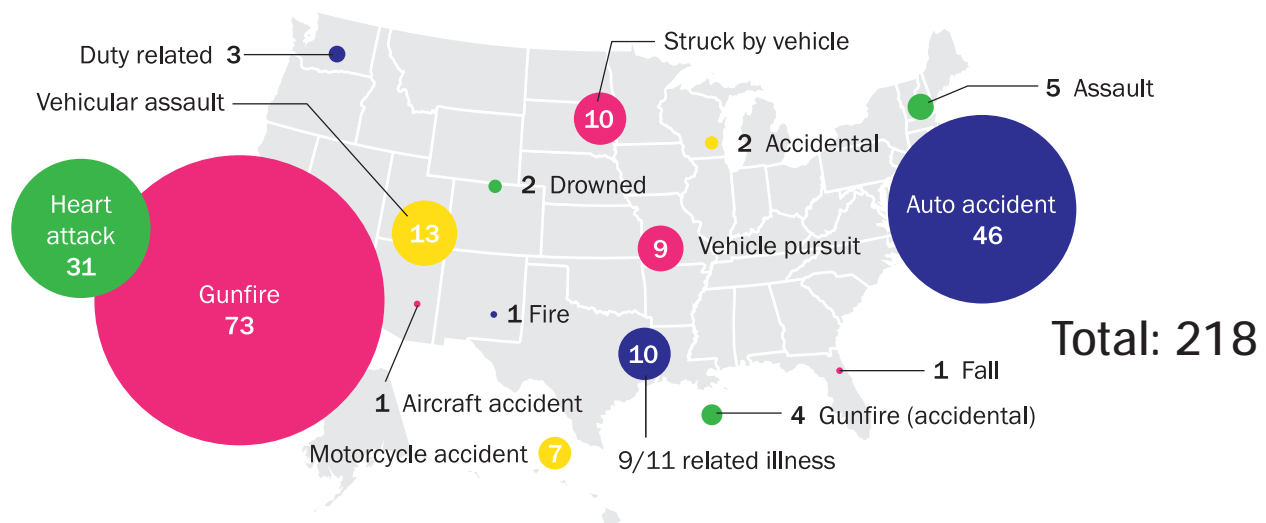 Struck by vehicle
10
Duty related 3
Vehicular assault
5 Assault
2 Accidental
2 Drowned
Heart
attack
31
13
Auto accident
46
9
Vehicle pursuit
Gunfire
73
1 Fire
10
Total: 218
1 Fall
1 Aircraft accident
4 Gunfire (accidental)
Motorcycle accident 7
9/11 related illness